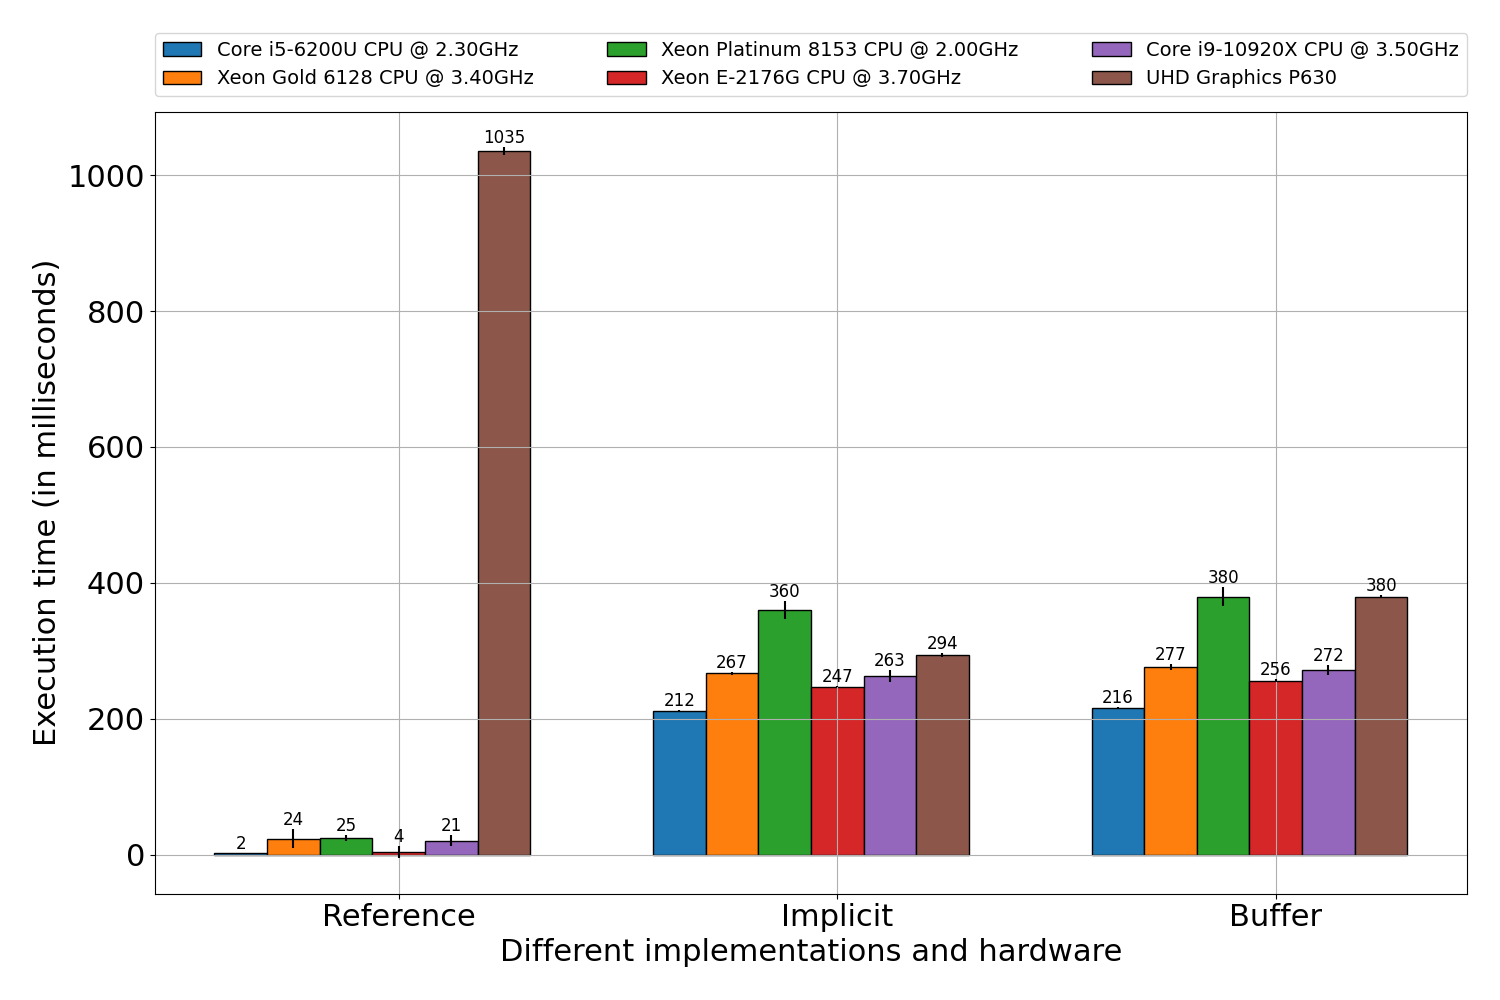 Core i5-6200U CPU @ 2.30GHz
Xeon Gold 6128 CPU @ 3.40GHz
Xeon Platinum 8153 CPU @ 2.00GHz
Xeon E-2176G CPU @ 3.70GHz
Core i9-10920X CPU @ 3.50GHz
UHD Graphics P630
Execution time (in milliseconds)
1000
800
600
400
200
0
2
24
25
4
21
1035
212
267
360
247
263
294
216
277
380
256
272
380
Reference
Implicit
Buffer
Different implementations and hardware